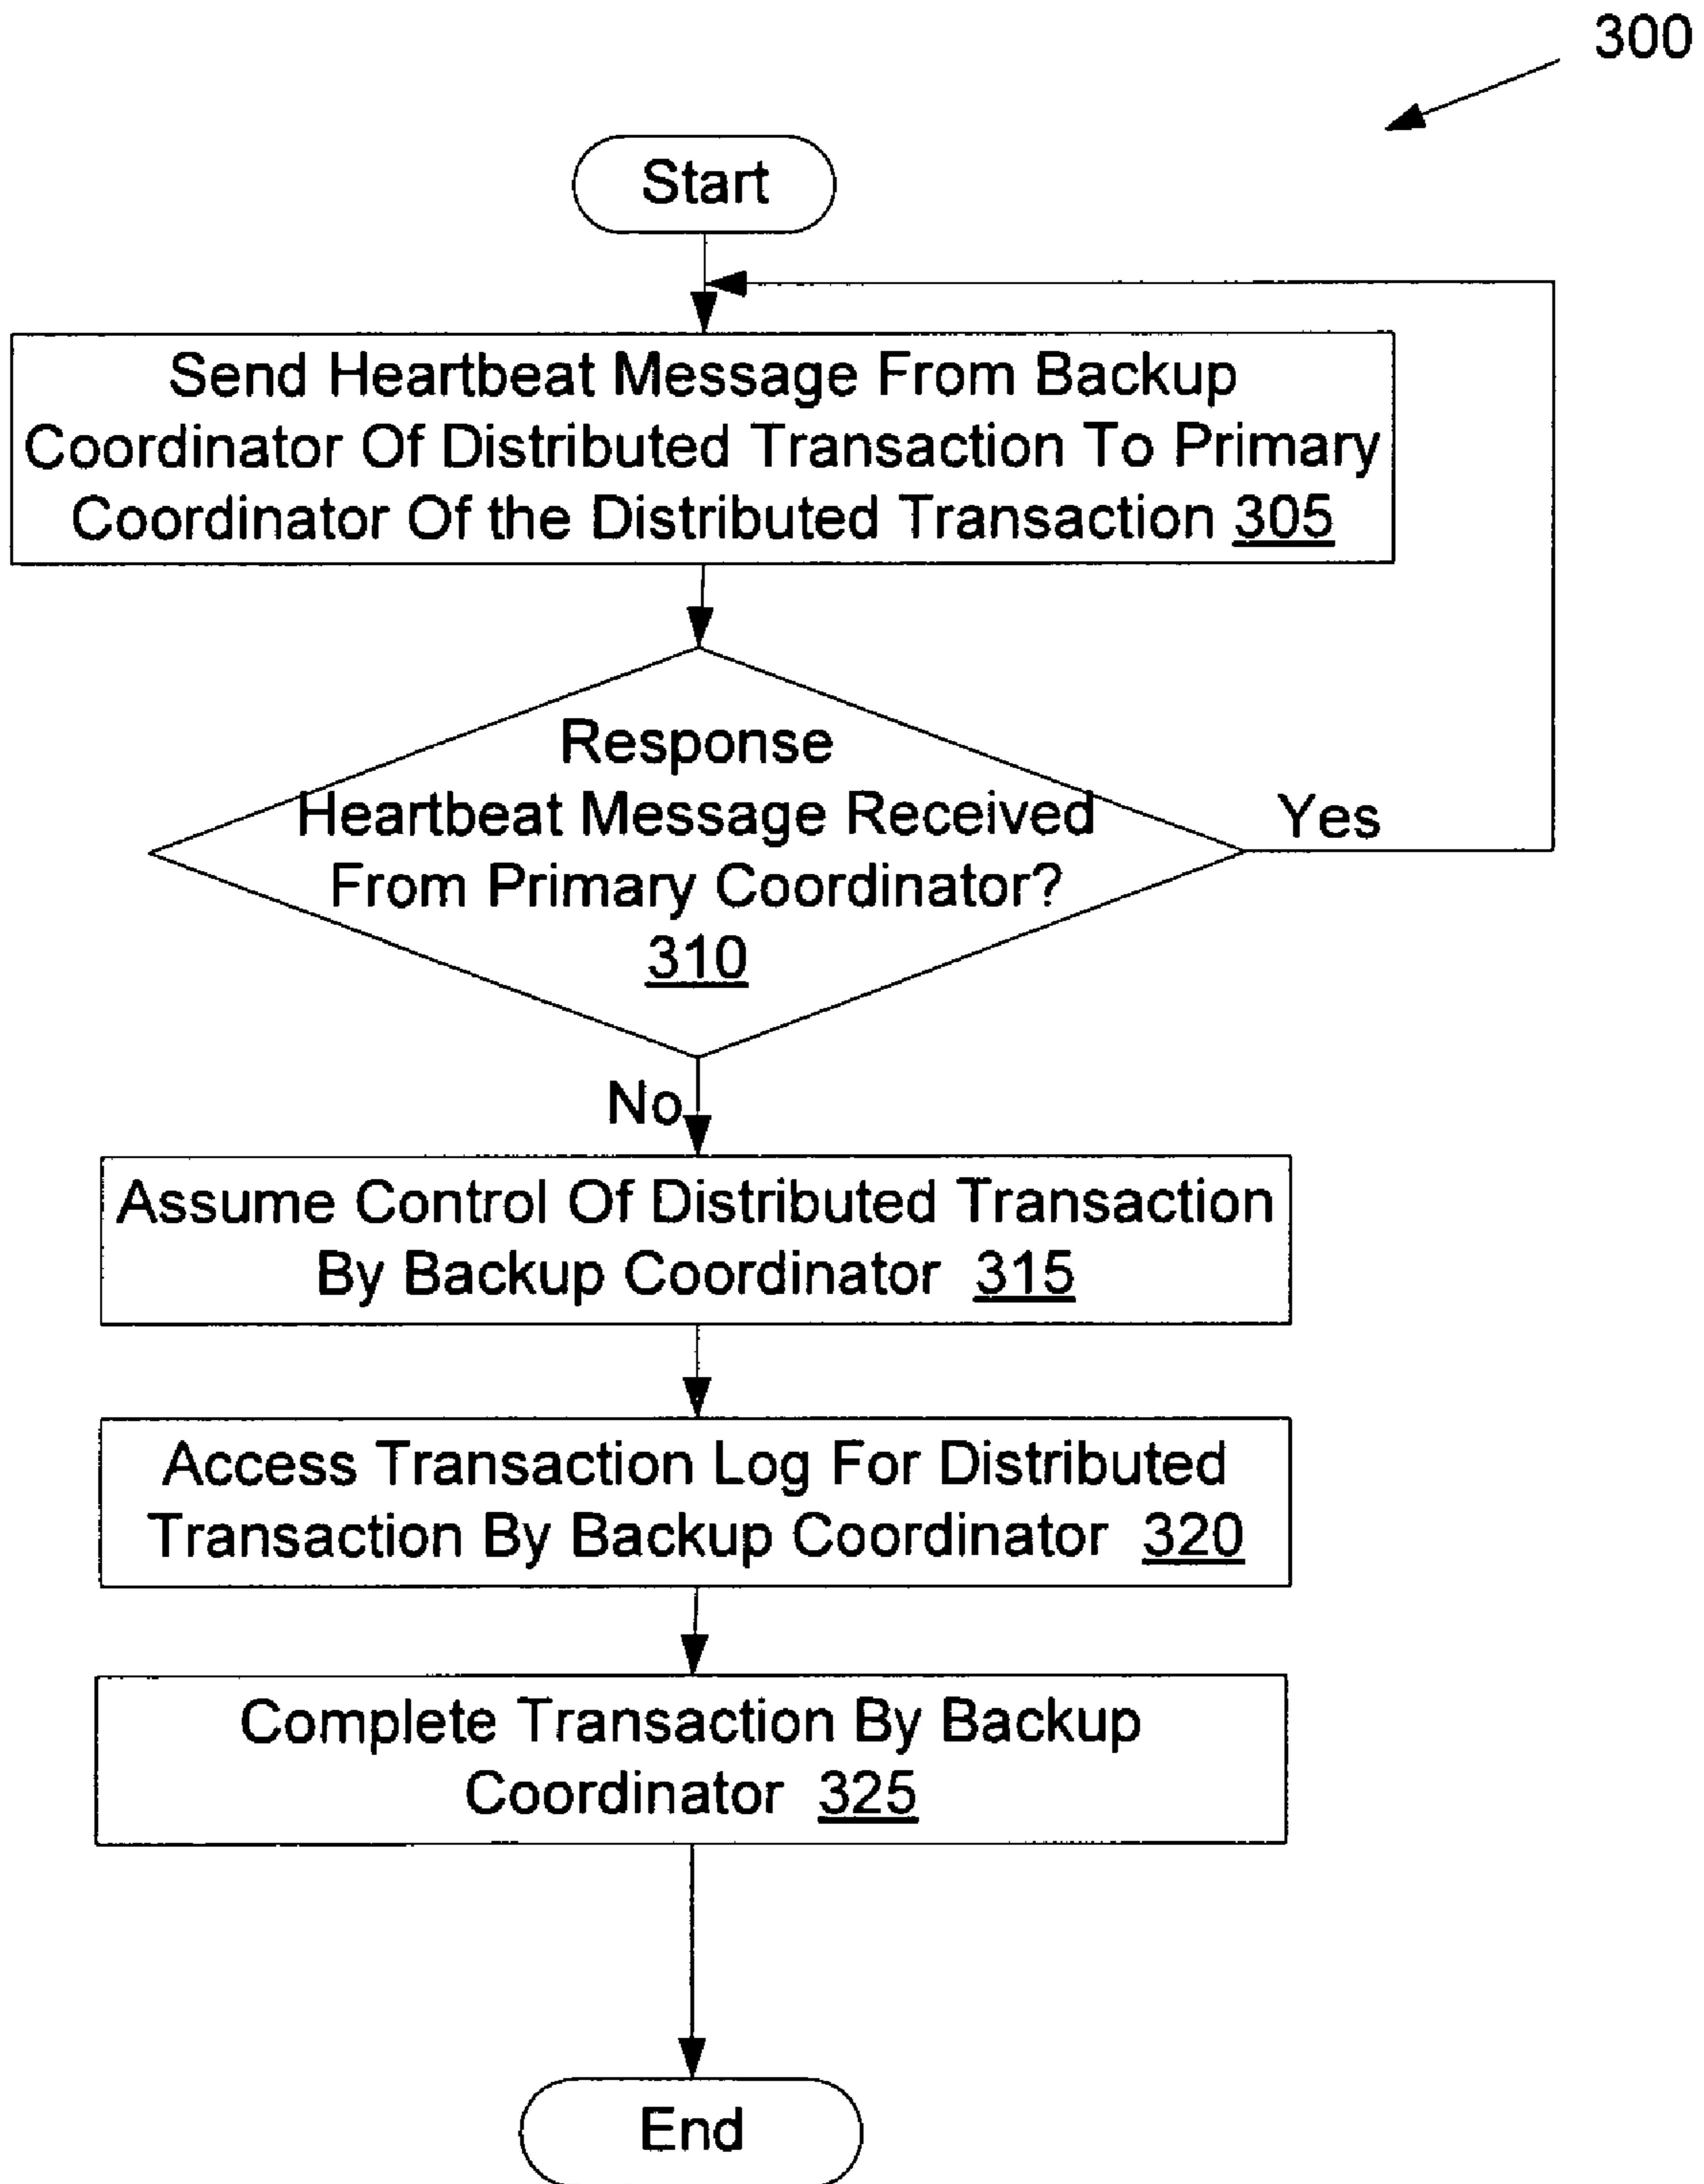 300
Start
Send Heartbeat Message From Backup
Coordinator Of Distributed Transaction To Primary
Coordinator Of the Distributed Transaction 305
Response
Heartbeat Message Received
From Primary Coordinator?
310
Yes
No
Assume Control Of Distributed Transaction
By Backup Coordinator 315
Access Transaction Log For Distributed
Transaction By Backup Coordinator 320
Complete Transaction By Backup
Coordinator 325
End